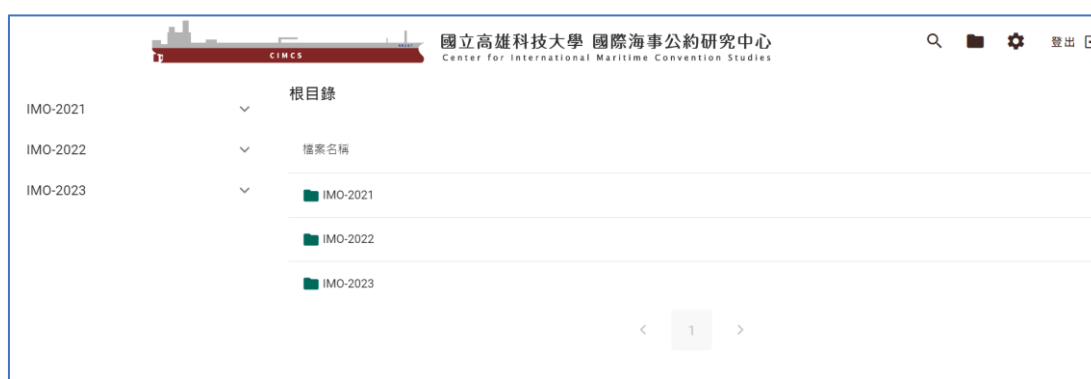 CIMCS
國立高雄科技大學 國際海事公約研究中心
Center for International Maritime Convention Studies
登出
IMO-2021
IMO-2022
IMO-2023
根目錄
檔案名稱
IMO-2021
IMO-2022
IMO-2023
1